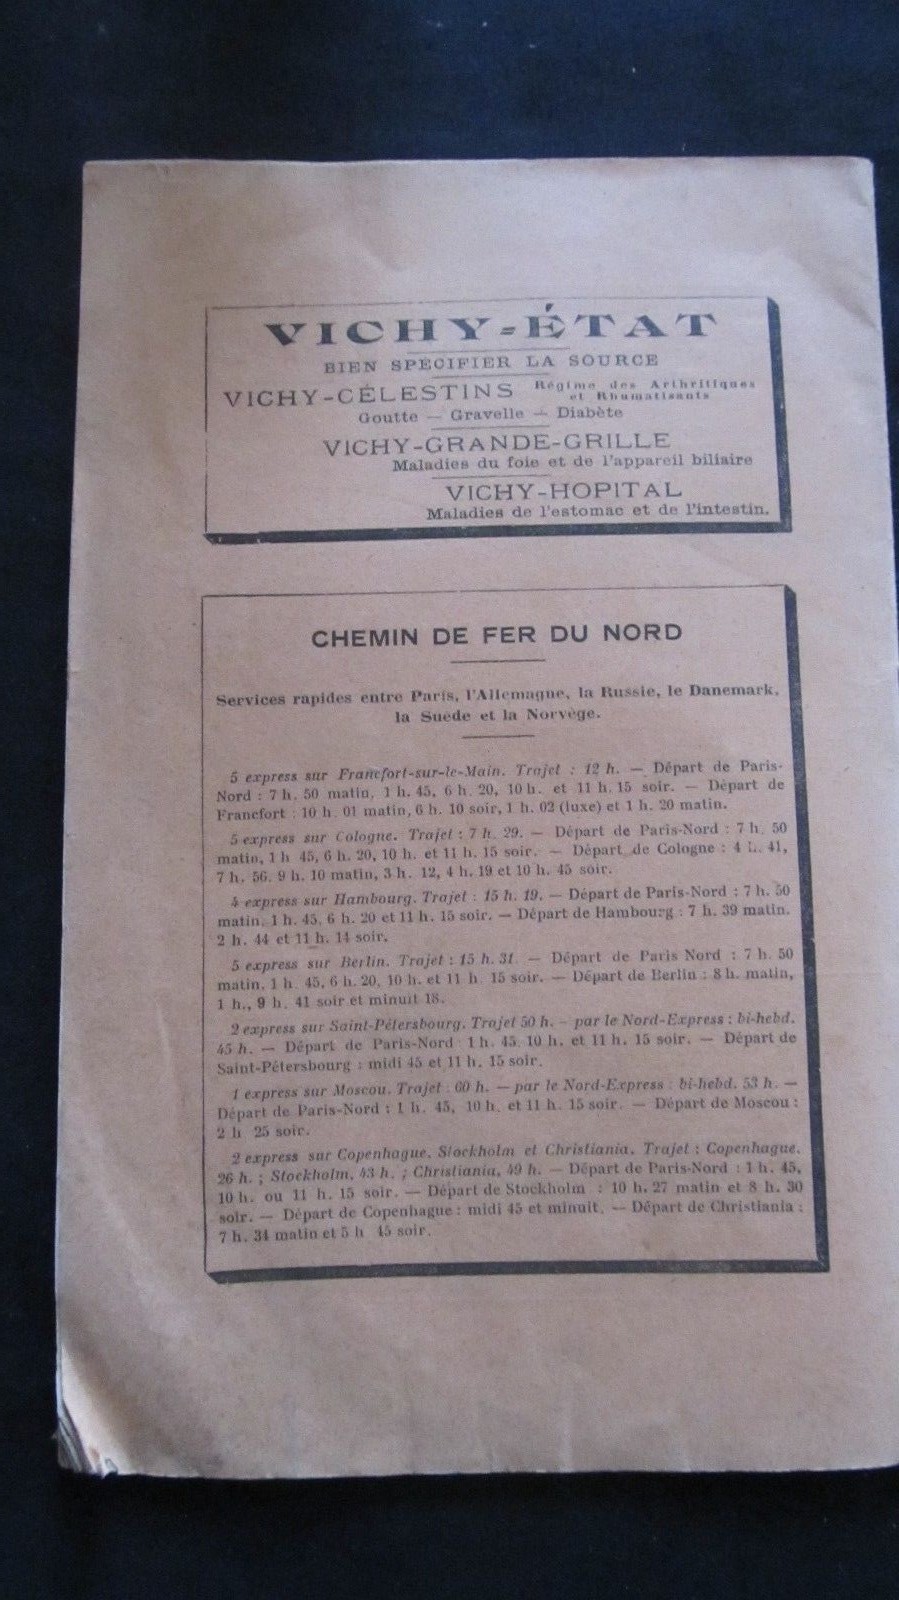 VICHY-ÉTAT
BIEN SPÉCIFIER LA SOURCE
VICHY-CÉLESTINS Régime des Arthritiques
et Rhumatisants
Goutte — Gravelle — Diabète
VICHY-GRANDE-GRILLE
Maladies du foie et de l'appareil biliaire
VICHY-HOPITAL
Maladies de l'estomac et de l'intestin.
CHEMIN DE FER DU NORD
Services rapides entre Paris, l'Allemagne, la Russie, le Danemark,
la Suède et la Norvège.
5 express sur Francfort-sur-le-Main. Trajet : 12 h. — Départ de Paris-
Nord : 7 h. 50 matin, 1 h. 45, 6 h. 20, 10 h. et 11 h. 15 soir. — Départ de
Francfort : 10 h. 01 matin, 6 h. 10 soir, 1 h. 02 (luxe) et 1 h. 20 matin.
5 express sur Cologne. Trajet : 7 h. 29. — Départ de Paris-Nord : 7 h. 50
matin, 1 h 45, 6 h. 20, 10 h. et 11 h. 15 soir. — Départ de Cologne : 4 h. 41,
7 h. 56, 9 h. 10 matin, 3 h. 12, 4 h. 19 et 10 h. 45 soir.
4 express sur Hambourg. Trajet : 15 h. 19. — Départ de Paris-Nord : 7 h. 50
matin, 1 h. 45, 6 h. 20 et 11 h. 15 soir. — Départ de Hambourg : 7 h. 39 matin.
2 h. 44 et 11 h. 14 soir.
5 express sur Berlin. Trajet : 15 h. 31. — Départ de Paris Nord : 7 h. 50
matin, 1 h 45, 6 h. 20, 10 h. et 11 h 15 soir. — Départ de Berlin : 8 h. matin,
1 h., 9 h. 41 soir et minuit 18.
2 express sur Saint-Pétersbourg. Trajet 50 h. — par le Nord-Express : bi-hebd.
45 h. — Départ de Paris-Nord 1 h. 45, 10 h. et 11 h. 15 soir. — Départ de
Saint-Pétersbourg : midi 45 et 11 h. 15 soir.
1 express sur Moscou. Trajet : 60 h. — par le Nord-Express : bi-hebd. 53 h. —
Départ de Paris-Nord : 1 h. 45, 10 h. et 11 h. 15 soir. — Départ de Moscou :
2 h 25 soir.
2 express sur Copenhague, Stockholm et Christiania. Trajet : Copenhague,
26 h. ; Stockholm, 43 h. ; Christiania, 49 h. — Départ de Paris-Nord : 1 h. 45,
10 h. ou 11 h. 15 soir. — Départ de Stockholm : 10 h. 27 matin et 8 h. 30
soir. — Départ de Copenhague : midi 45 et minuit. — Départ de Christiania :
7 h. 34 matin et 5 h 45 soir.